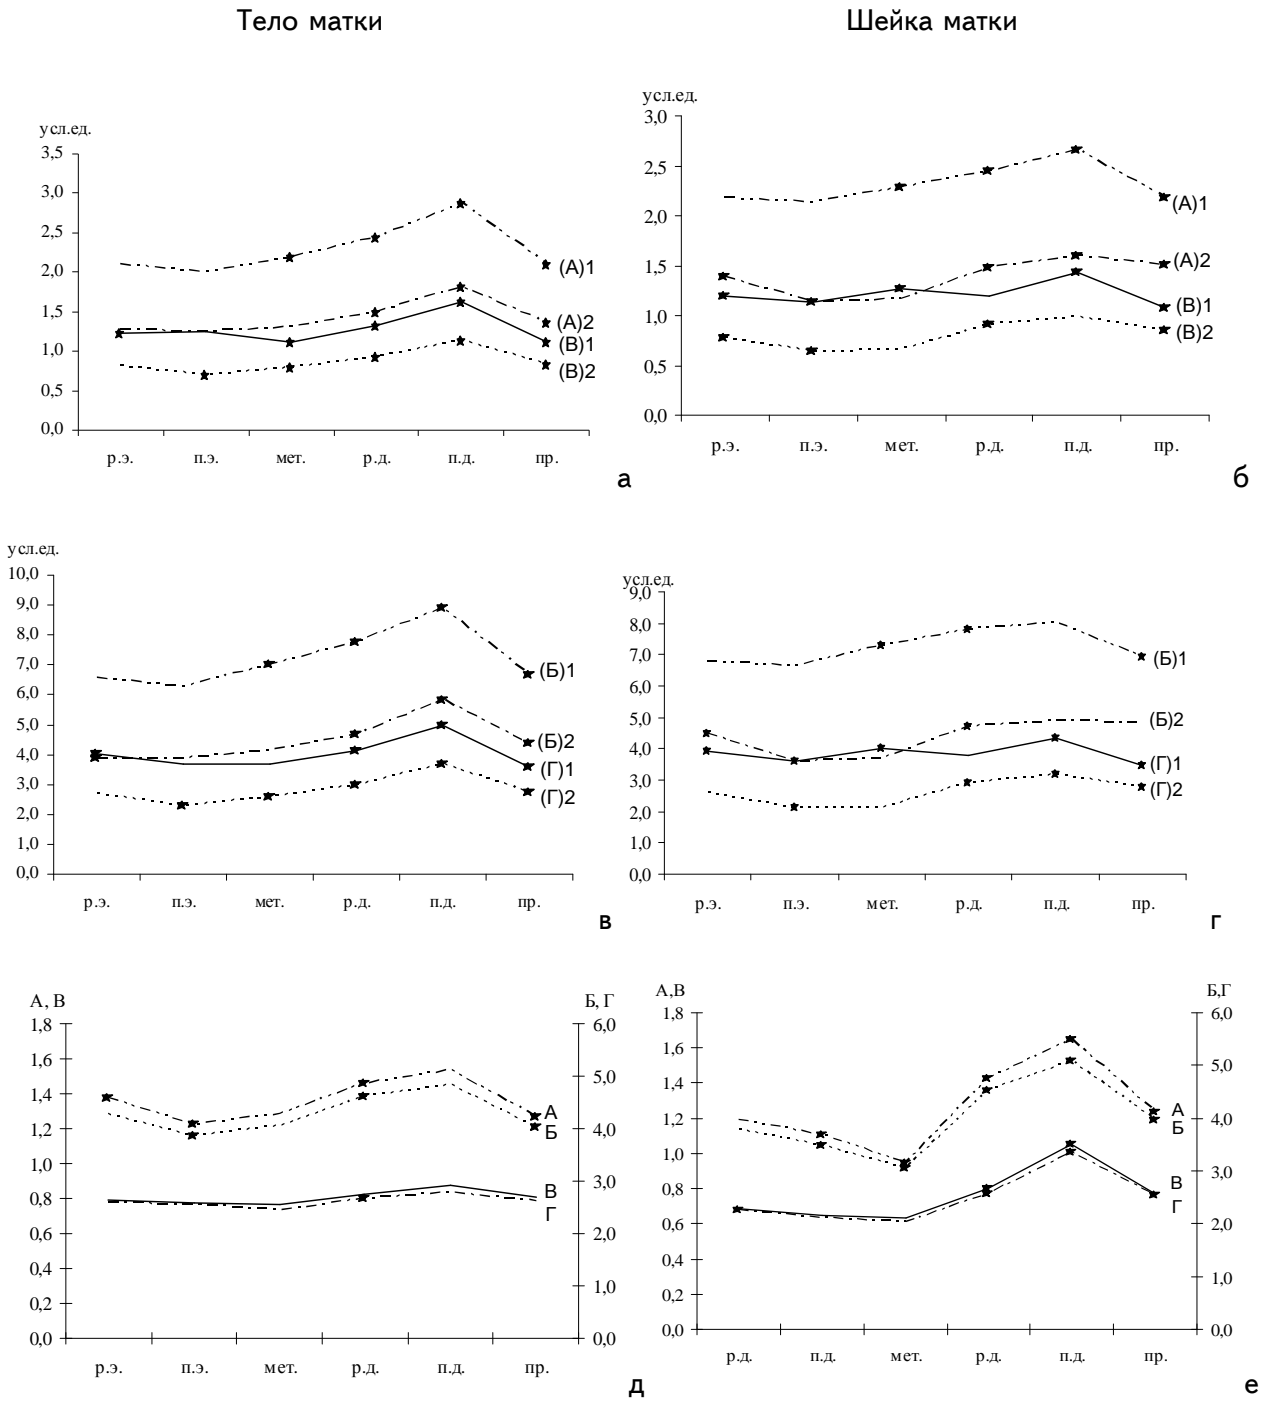 Тело матки
Шейка матки
усл.ед.
3,5
3,0
2,5
2,0
1,5
1,0
0,5
0,0
(А)1
(А)2
(В)1
(В)2
р.э. п.э. мет. р.д. п.д. пр.
а
усл.ед.
3,0
2,5
2,0
1,5
1,0
0,5
0,0
(А)1
(А)2
(В)1
(В)2
р.э. п.э. мет. р.д. п.д. пр.
б
усл.ед.
10,0
9,0
8,0
7,0
6,0
5,0
4,0
3,0
2,0
1,0
0,0
(Б)1
(Б)2
(Г)1
(Г)2
р.э. п.э. мет. р.д. п.д. пр.
в
усл.ед.
9,0
8,0
7,0
6,0
5,0
4,0
3,0
2,0
1,0
0,0
(Б)1
(Б)2
(Г)1
(Г)2
р.э. п.э. мет. р.д. п.д. пр.
г
А, В
1,8
1,6
1,4
1,2
1,0
0,8
0,6
0,4
0,2
0,0
Б, Г
6,0
5,0
4,0
3,0
2,0
1,0
0,0
А
Б
В
Г
р.э. п.э. мет. р.д. п.д. пр.
д
А,В
1,8
1,6
1,4
1,2
1,0
0,8
0,6
0,4
0,2
0,0
Б,Г
6,0
5,0
4,0
3,0
2,0
1,0
0,0
А
Б
В
Г
р.д. п.д. мет. р.д. п.д. пр.
е